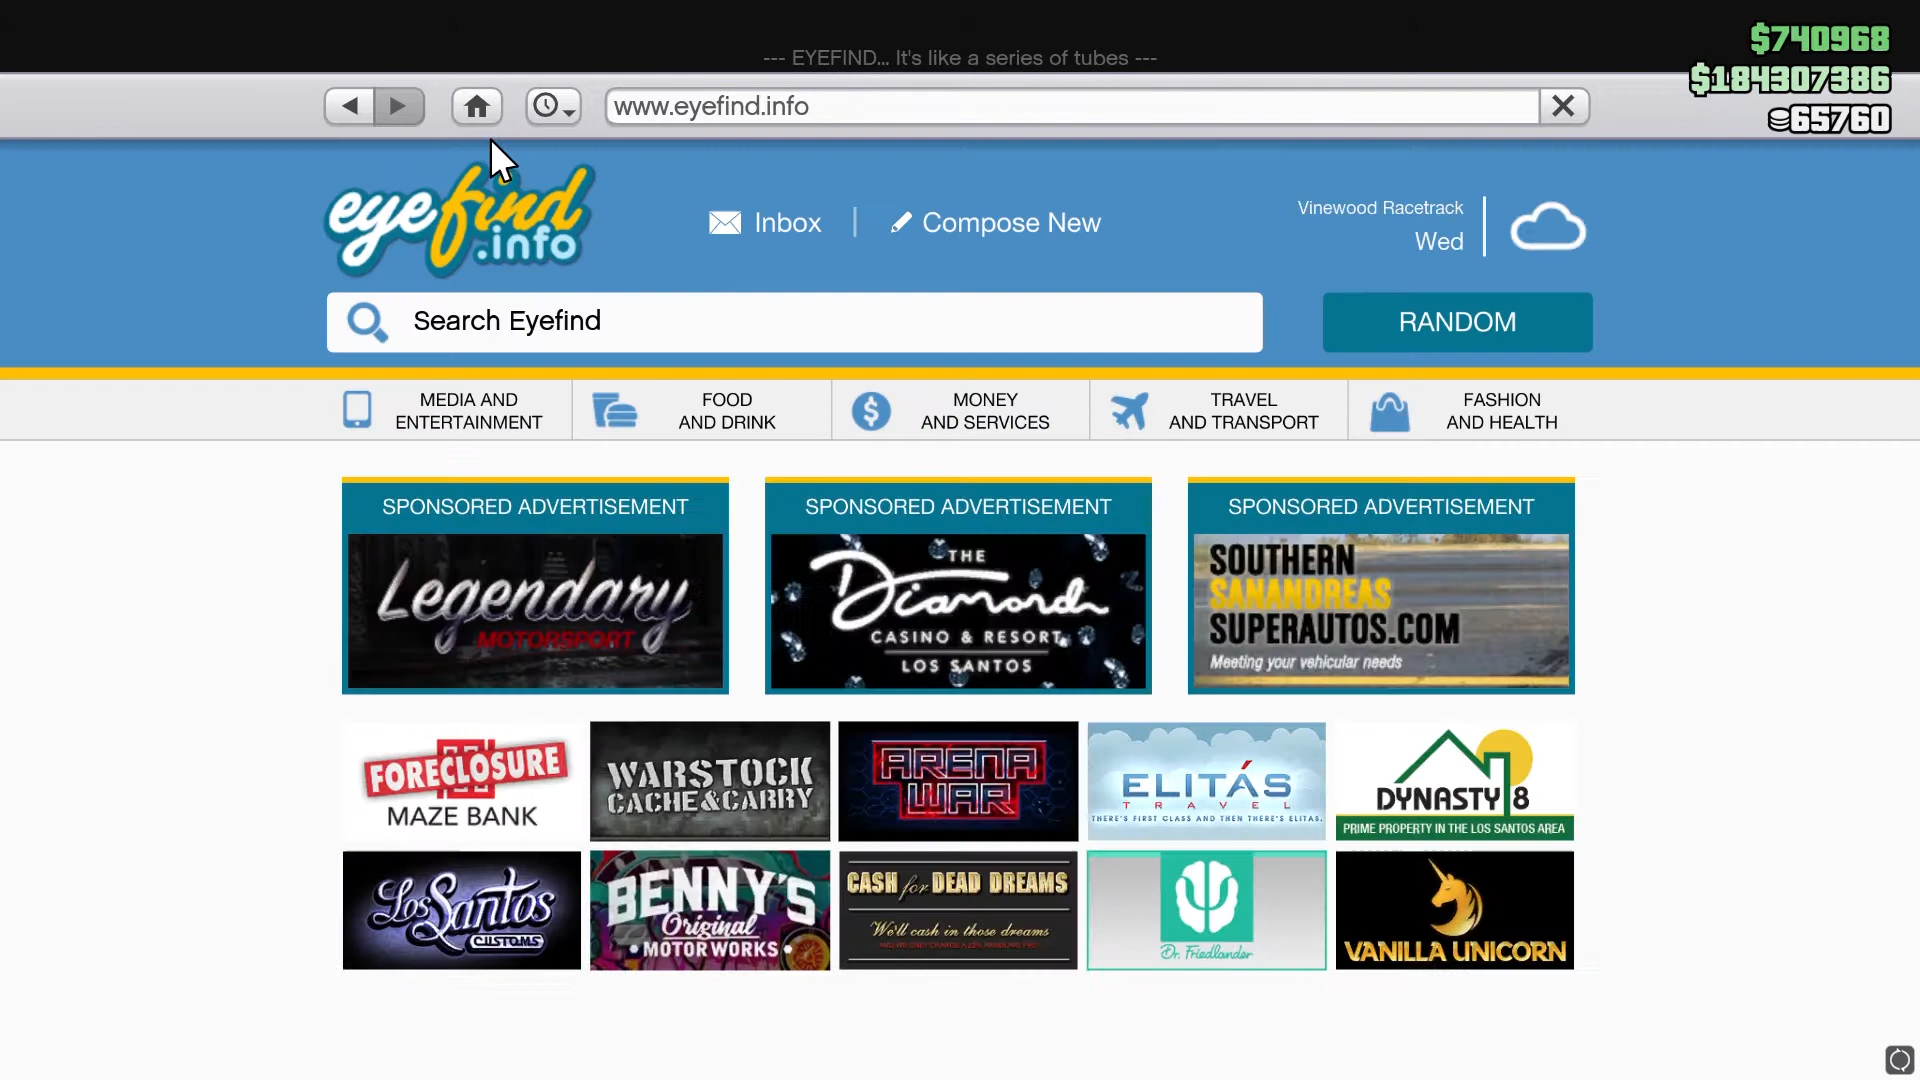 --- EYEFIND... It's like a series of tubes ---
$740968
$184307386
65760
www.eyefind.info
eyefind
.info
Inbox
Compose New
Vinewood Racetrack
Wed
Search Eyefind
RANDOM
MEDIA AND
ENTERTAINMENT
FOOD
AND DRINK
MONEY
AND SERVICES
TRAVEL
AND TRANSPORT
FASHION
AND HEALTH
SPONSORED ADVERTISEMENT
Legendary
MOTORSPORT
SPONSORED ADVERTISEMENT
THE
Diamond
CASINO & RESORT
LOS SANTOS
SPONSORED ADVERTISEMENT
SOUTHERN
SANANDREAS
SUPERAUTOS.COM
Meeting your vehicular needs
FORECLOSURE
MAZE BANK
WARSTOCK
CACHE&CARRY
ARENA
WAR
ELITÁS
TRAVEL
THERE'S FIRST CLASS AND THEN THERE'S ELITAS.
DYNASTY 8
PRIME PROPERTY IN THE LOS SANTOS AREA
Los Santos
CUSTOMS
BENNY'S
Original
MOTOR WORKS
CASH for DEAD DREAMS
We'll cash in those dreams
Dr. Friedlander
VANILLA UNICORN